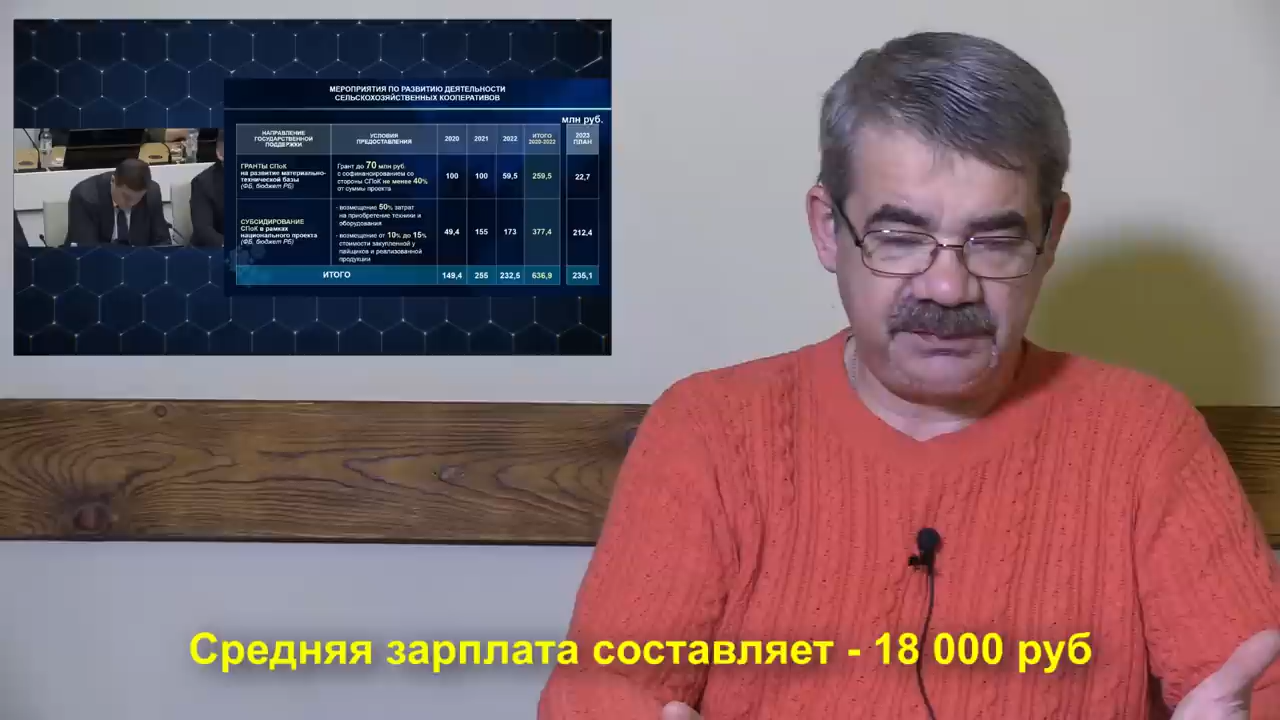 МЕРОПРИЯТИЯ ПО РАЗВИТИЮ ДЕЯТЕЛЬНОСТИ
СЕЛЬСКОХОЗЯЙСТВЕННЫХ КООПЕРАТИВОВ
млн руб.
НАПРАВЛЕНИЕ
ГОСУДАРСТВЕННОЙ
ПОДДЕРЖКИ
УСЛОВИЯ
ПРЕДОСТАВЛЕНИЯ
2020
2021
2022
ИТОГО
2020-2022
2023
ПЛАН
ГРАНТЫ СПоК
на развитие материально-
технической базы
(ФБ, бюджет РБ)
Грант до 70 млн руб.
с софинансированием со
стороны СПоК не менее 40%
от суммы проекта
100
100
59,5
259,5
22,7
СУБСИДИРОВАНИЕ
СПоК в рамках
национального проекта
(ФБ, бюджет РБ)
- возмещение 50% затрат
на приобретение техники и
оборудования
- возмещение от 10% до 15%
стоимости закупленной у
пайщиков и реализованной
продукции
49,4
155
173
377,4
212,4
ИТОГО
149,4
255
232,5
636,9
235,1
Средняя зарплата составляет - 18 000 руб